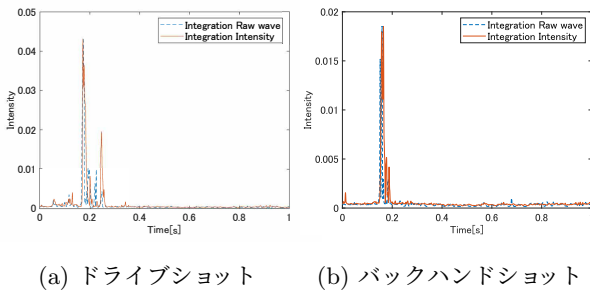 0.05
0.04
0.03
0.02
0.01
0
Intensity
Integration Raw wave
Integration Intensity
0 0.2 0.4 0.6 0.8 1
Time[s]
(a) ドライブショット
0.02
0.015
0.01
0.005
0
Intensity
Integration Raw wave
Integration Intensity
0 0.2 0.4 0.6 0.8
Time[s]
(b) バックハンドショット